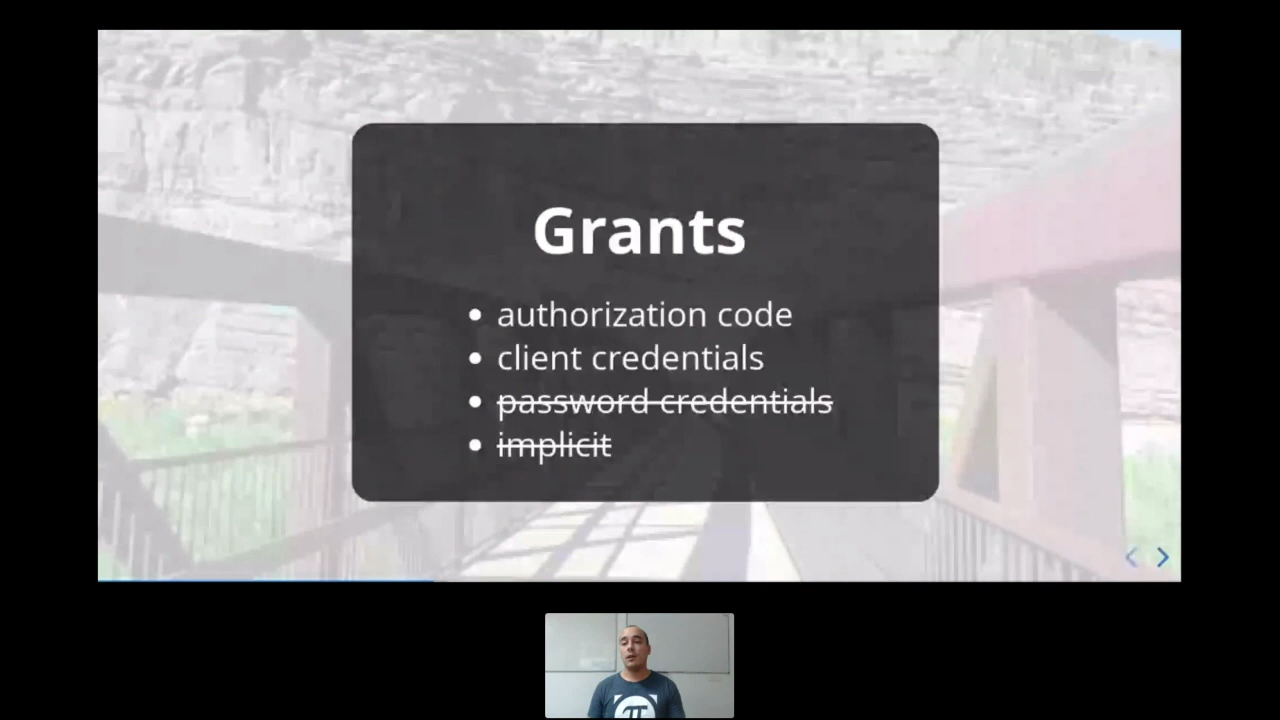 Grants
authorization code
client credentials
password credentials
implicit